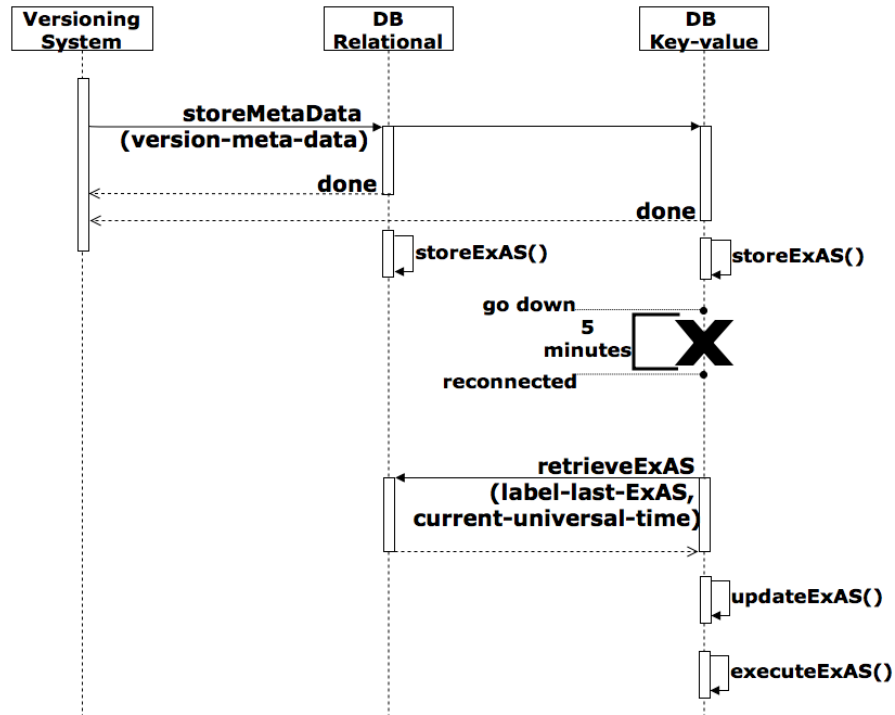 Versioning
System
DB
Relational
DB
Key-value
storeMetaData
(version-meta-data)
done
done
storeExAS()
storeExAS()
go down
5
minutes
reconnected
retrieveExAS
(label-last-ExAS,
current-universal-time)
updateExAS()
executeExAS()